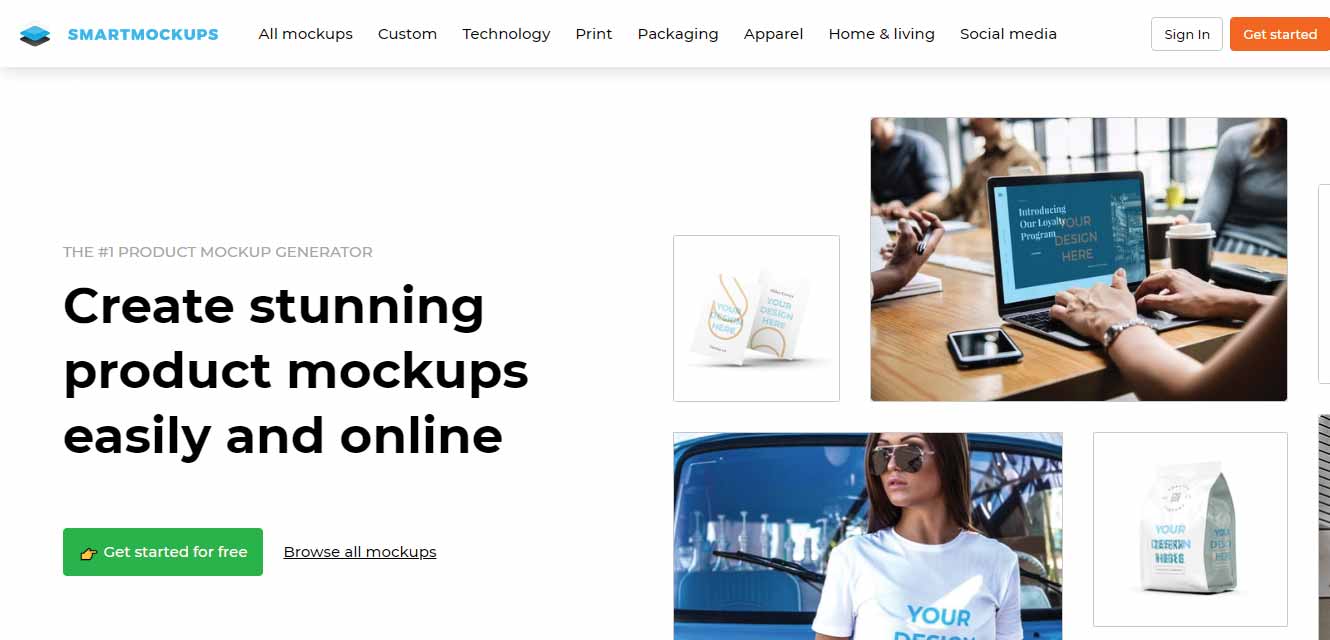 SMARTMOCKUPS
All mockups
Custom
Technology
Print
Packaging
Apparel
Home & living
Social media
Sign In
Get started
THE #1 PRODUCT MOCKUP GENERATOR
Create stunning
product mockups
easily and online
👉 Get started for free
Browse all mockups
Introducing
Our Loyalty
Program
YOUR
DESIGN
HERE
YOUR
DESIGN
HERE
YOUR
DESIGN
HERE
YOUR
DESIGN
YOUR
DESIGN
HERE